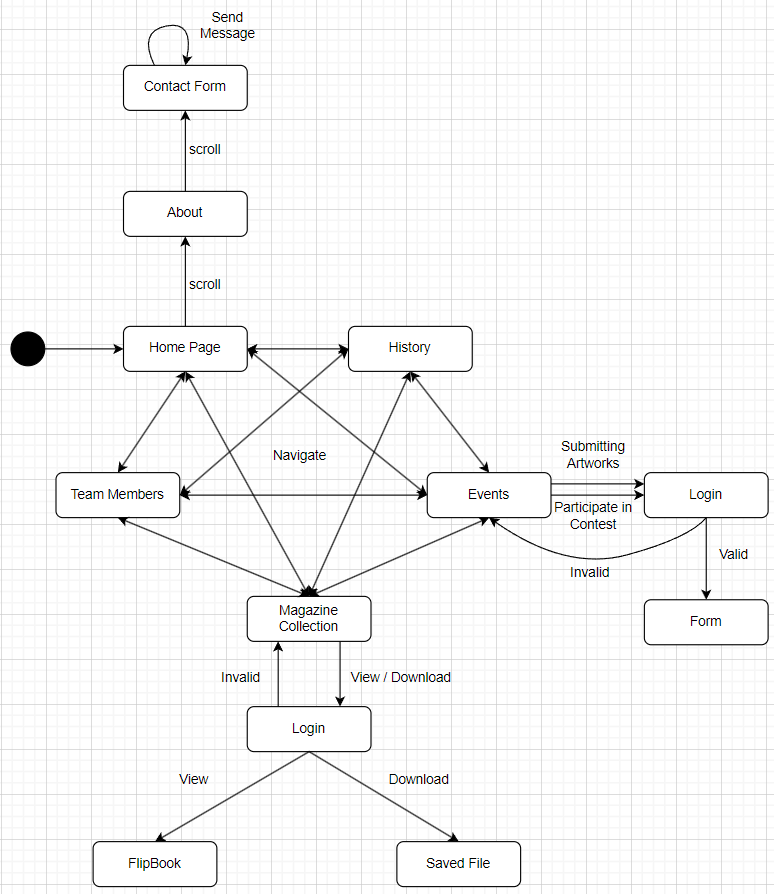 Send
Message
Contact Form
scroll
About
scroll
Home Page
History
Navigate
Submitting
Artworks
Team Members
Events
Login
Participate in
Contest
Valid
Invalid
Magazine
Collection
Form
Invalid
View / Download
Login
View
Download
FlipBook
Saved File